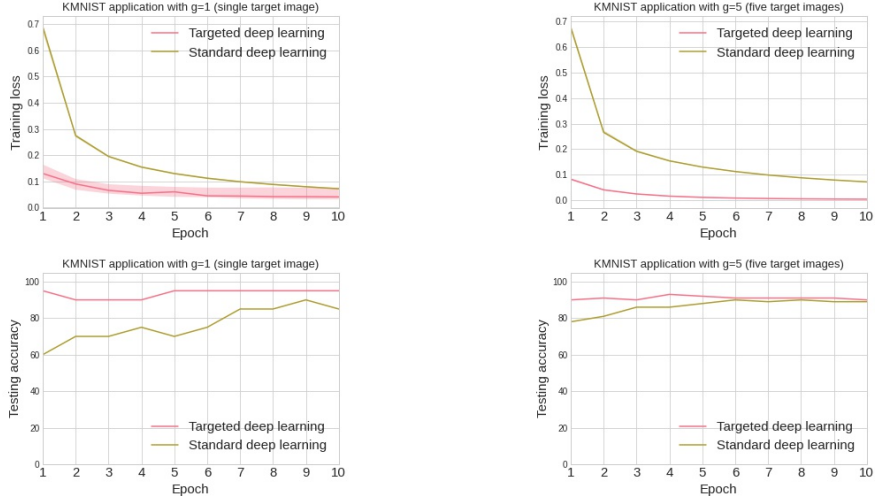 KMNIST application with g=1 (single target image)
0.7
0.6
0.5
0.4
0.3
0.2
0.1
0.0
Training loss
Targeted deep learning
Standard deep learning
1 2 3 4 5 6 7 8 9 10
Epoch
KMNIST application with g=5 (five target images)
0.7
0.6
0.5
0.4
0.3
0.2
0.1
0.0
Training loss
Targeted deep learning
Standard deep learning
1 2 3 4 5 6 7 8 9 10
Epoch
KMNIST application with g=1 (single target image)
100
80
60
40
20
0
Testing accuracy
Targeted deep learning
Standard deep learning
1 2 3 4 5 6 7 8 9 10
Epoch
KMNIST application with g=5 (five target images)
100
80
60
40
20
0
Testing accuracy
Targeted deep learning
Standard deep learning
1 2 3 4 5 6 7 8 9 10
Epoch